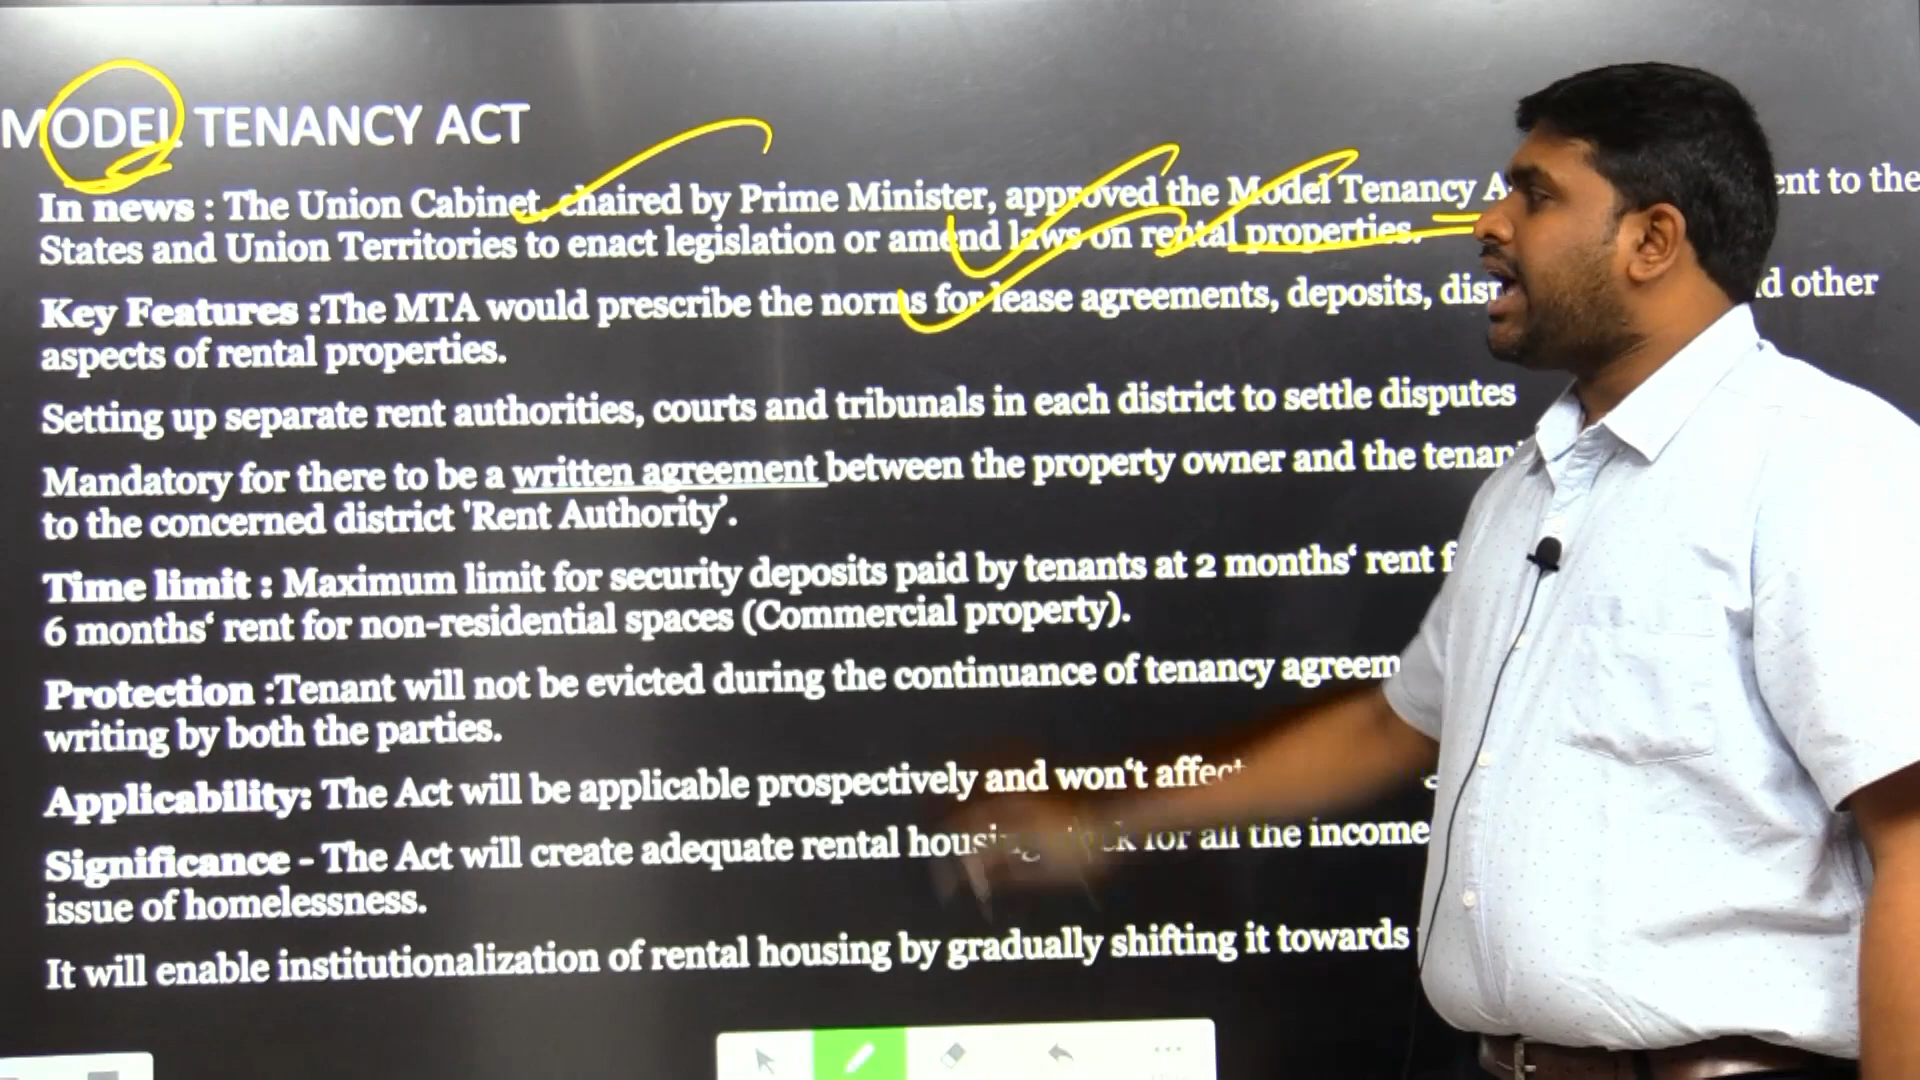 MODEL TENANCY ACT
In news : The Union Cabinet, chaired by Prime Minister, approved the Model Tenancy to the
States and Union Territories to enact legislation or amend laws on rental properties.
Key Features :The MTA would prescribe the norms for lease agreements, deposits, other
aspects of rental properties.
Setting up separate rent authorities, courts and tribunals in each district to settle disputes
Mandatory for there to be a written agreement between the property owner and the
to the concerned district 'Rent Authority’.
Time limit : Maximum limit for security deposits paid by tenants at 2 months‘ rent
6 months‘ rent for non-residential spaces (Commercial property).
Protection :Tenant will not be evicted during the continuance of tenancy
writing by both the parties.
Applicability: The Act will be applicable prospectively and won‘t affect
Significance - The Act will create adequate rental for all the income
issue of homelessness.
It will enable institutionalization of rental housing by gradually shifting it towards